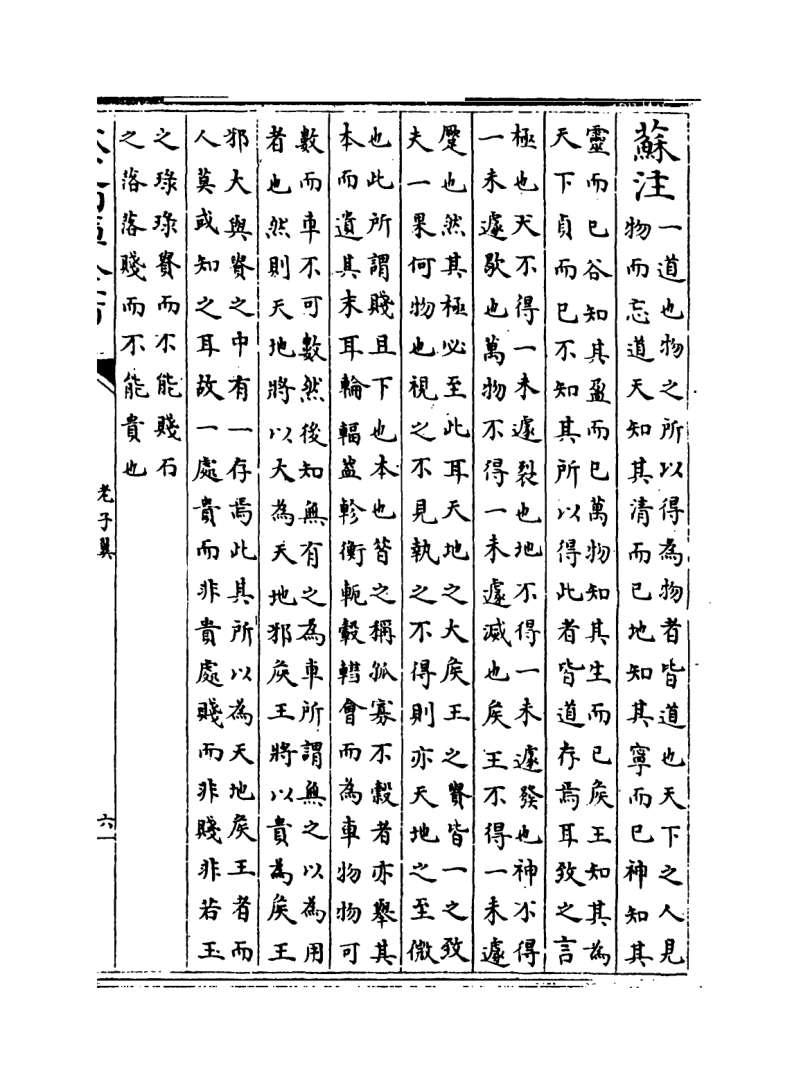 蘇注
一道也物之所以得為物者皆道也天下之人見
物而忘道天知其清而已地知其寧而已神知其
靈而已谷知其盈而已萬物知其生而已矦王知其為
天下貞而已不知其所以得此者皆道存焉耳致之言
極也天不得一未遽裂也地不得一未遽發也神不得
一未遽歇也萬物不得一未遽滅也矦王不得一未遽
蹷也然其極必至此耳天地之大矦王之貴皆一之致
夫一果何物也視之不見執之不得則亦天地之至微
也此所謂賤且下也本也昔之稱孤寡不穀者亦舉其
本而遺其末耳輪輻葢軫衡軛轂轊會而為車物物可
數而車不可數然後知無有之為車所謂無之以為用
者也然則天地將以大為天地邪矦王將以貴為矦王
邪大與貴之中有一存焉此其所以為天地矦王者而
人莫或知之耳故一處貴而非貴處賤而非賤非若玉
之琭琭貴而不能賤石
之落落賤而不能貴也
老子翼
六一